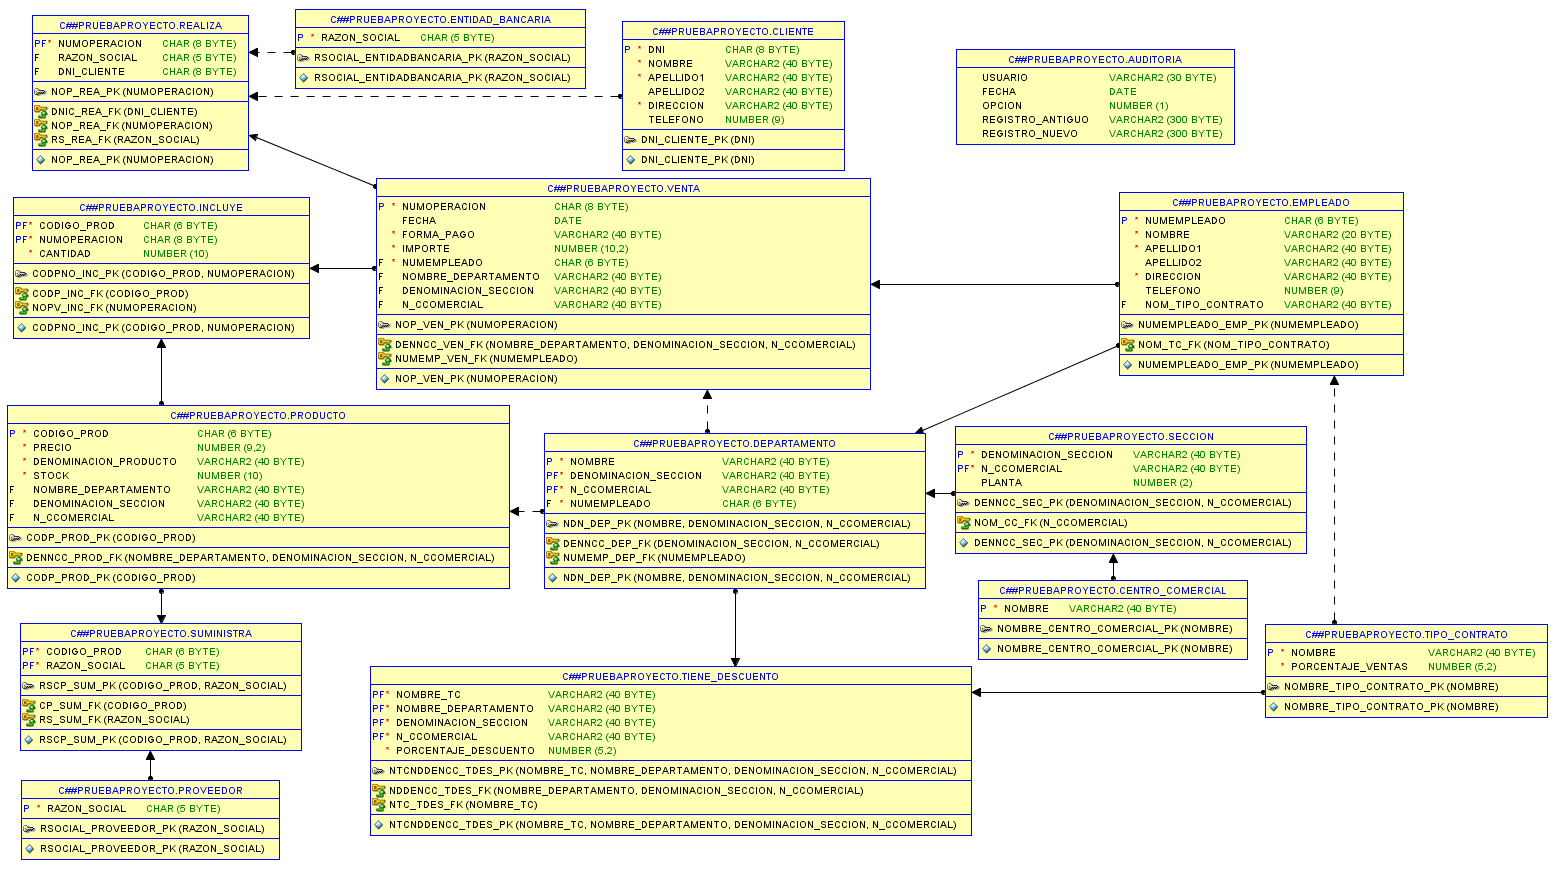 C##PRUEBAPROYECTO.REALIZA
PF* NUMOPERACION CHAR (8 BYTE)
F RAZON_SOCIAL CHAR (5 BYTE)
F DNI_CLIENTE CHAR (8 BYTE)
NOP_REA_PK (NUMOPERACION)
DNIC_REA_FK (DNI_CLIENTE)
NOP_REA_FK (NUMOPERACION)
RS_REA_FK (RAZON_SOCIAL)
NOP_REA_PK (NUMOPERACION)
C##PRUEBAPROYECTO.ENTIDAD_BANCARIA
P * RAZON_SOCIAL CHAR (5 BYTE)
RSOCIAL_ENTIDADBANCARIA_PK (RAZON_SOCIAL)
RSOCIAL_ENTIDADBANCARIA_PK (RAZON_SOCIAL)
C##PRUEBAPROYECTO.CLIENTE
P * DNI CHAR (8 BYTE)
* NOMBRE VARCHAR2 (40 BYTE)
* APELLIDO1 VARCHAR2 (40 BYTE)
APELLIDO2 VARCHAR2 (40 BYTE)
* DIRECCION VARCHAR2 (40 BYTE)
TELEFONO NUMBER (9)
DNI_CLIENTE_PK (DNI)
DNI_CLIENTE_PK (DNI)
C##PRUEBAPROYECTO.AUDITORIA
USUARIO VARCHAR2 (30 BYTE)
FECHA DATE
OPCION NUMBER (1)
REGISTRO_ANTIGUO VARCHAR2 (300 BYTE)
REGISTRO_NUEVO VARCHAR2 (300 BYTE)
C##PRUEBAPROYECTO.INCLUYE
PF* CODIGO_PROD CHAR (6 BYTE)
PF* NUMOPERACION CHAR (8 BYTE)
* CANTIDAD NUMBER (10)
CODPNO_INC_PK (CODIGO_PROD, NUMOPERACION)
CODP_INC_FK (CODIGO_PROD)
NOPV_INC_FK (NUMOPERACION)
CODPNO_INC_PK (CODIGO_PROD, NUMOPERACION)
C##PRUEBAPROYECTO.VENTA
P * NUMOPERACION CHAR (8 BYTE)
FECHA DATE
* FORMA_PAGO VARCHAR2 (40 BYTE)
* IMPORTE NUMBER (10,2)
F * NUMEMPLEADO CHAR (6 BYTE)
F NOMBRE_DEPARTAMENTO VARCHAR2 (40 BYTE)
F DENOMINACION_SECCION VARCHAR2 (40 BYTE)
F N_CCOMERCIAL VARCHAR2 (40 BYTE)
NOP_VEN_PK (NUMOPERACION)
DENNCC_VEN_FK (NOMBRE_DEPARTAMENTO, DENOMINACION_SECCION, N_CCOMERCIAL)
NUMEMP_VEN_FK (NUMEMPLEADO)
NOP_VEN_PK (NUMOPERACION)
C##PRUEBAPROYECTO.EMPLEADO
P * NUMEMPLEADO CHAR (6 BYTE)
* NOMBRE VARCHAR2 (20 BYTE)
* APELLIDO1 VARCHAR2 (40 BYTE)
APELLIDO2 VARCHAR2 (40 BYTE)
* DIRECCION VARCHAR2 (40 BYTE)
TELEFONO NUMBER (9)
F NOM_TIPO_CONTRATO VARCHAR2 (40 BYTE)
NUMEMPLEADO_EMP_PK (NUMEMPLEADO)
NOM_TC_FK (NOM_TIPO_CONTRATO)
NUMEMPLEADO_EMP_PK (NUMEMPLEADO)
C##PRUEBAPROYECTO.PRODUCTO
P * CODIGO_PROD CHAR (6 BYTE)
* PRECIO NUMBER (9,2)
* DENOMINACION_PRODUCTO VARCHAR2 (40 BYTE)
* STOCK NUMBER (10)
F NOMBRE_DEPARTAMENTO VARCHAR2 (40 BYTE)
F DENOMINACION_SECCION VARCHAR2 (40 BYTE)
F N_CCOMERCIAL VARCHAR2 (40 BYTE)
CODP_PROD_PK (CODIGO_PROD)
DENNCC_PROD_FK (NOMBRE_DEPARTAMENTO, DENOMINACION_SECCION, N_CCOMERCIAL)
CODP_PROD_PK (CODIGO_PROD)
C##PRUEBAPROYECTO.DEPARTAMENTO
P * NOMBRE VARCHAR2 (40 BYTE)
PF* DENOMINACION_SECCION VARCHAR2 (40 BYTE)
PF* N_CCOMERCIAL VARCHAR2 (40 BYTE)
F * NUMEMPLEADO CHAR (6 BYTE)
NDN_DEP_PK (NOMBRE, DENOMINACION_SECCION, N_CCOMERCIAL)
DENNCC_DEP_FK (DENOMINACION_SECCION, N_CCOMERCIAL)
NUMEMP_DEP_FK (NUMEMPLEADO)
NDN_DEP_PK (NOMBRE, DENOMINACION_SECCION, N_CCOMERCIAL)
C##PRUEBAPROYECTO.SECCION
P * DENOMINACION_SECCION VARCHAR2 (40 BYTE)
PF* N_CCOMERCIAL VARCHAR2 (40 BYTE)
PLANTA NUMBER (2)
DENNCC_SEC_PK (DENOMINACION_SECCION, N_CCOMERCIAL)
NOM_CC_FK (N_CCOMERCIAL)
DENNCC_SEC_PK (DENOMINACION_SECCION, N_CCOMERCIAL)
C##PRUEBAPROYECTO.CENTRO_COMERCIAL
P * NOMBRE VARCHAR2 (40 BYTE)
NOMBRE_CENTRO_COMERCIAL_PK (NOMBRE)
NOMBRE_CENTRO_COMERCIAL_PK (NOMBRE)
C##PRUEBAPROYECTO.SUMINISTRA
PF* CODIGO_PROD CHAR (6 BYTE)
PF* RAZON_SOCIAL CHAR (5 BYTE)
RSCP_SUM_PK (CODIGO_PROD, RAZON_SOCIAL)
CP_SUM_FK (CODIGO_PROD)
RS_SUM_FK (RAZON_SOCIAL)
RSCP_SUM_PK (CODIGO_PROD, RAZON_SOCIAL)
C##PRUEBAPROYECTO.TIPO_CONTRATO
P * NOMBRE VARCHAR2 (40 BYTE)
* PORCENTAJE_VENTAS NUMBER (5,2)
NOMBRE_TIPO_CONTRATO_PK (NOMBRE)
NOMBRE_TIPO_CONTRATO_PK (NOMBRE)
C##PRUEBAPROYECTO.TIENE_DESCUENTO
PF* NOMBRE_TC VARCHAR2 (40 BYTE)
PF* NOMBRE_DEPARTAMENTO VARCHAR2 (40 BYTE)
PF* DENOMINACION_SECCION VARCHAR2 (40 BYTE)
PF* N_CCOMERCIAL VARCHAR2 (40 BYTE)
* PORCENTAJE_DESCUENTO NUMBER (5,2)
NTCNDDENCC_TDES_PK (NOMBRE_TC, NOMBRE_DEPARTAMENTO, DENOMINACION_SECCION, N_CCOMERCIAL)
NDDENCC_TDES_FK (NOMBRE_DEPARTAMENTO, DENOMINACION_SECCION, N_CCOMERCIAL)
NTC_TDES_FK (NOMBRE_TC)
NTCNDDENCC_TDES_PK (NOMBRE_TC, NOMBRE_DEPARTAMENTO, DENOMINACION_SECCION, N_CCOMERCIAL)
C##PRUEBAPROYECTO.PROVEEDOR
P * RAZON_SOCIAL CHAR (5 BYTE)
RSOCIAL_PROVEEDOR_PK (RAZON_SOCIAL)
RSOCIAL_PROVEEDOR_PK (RAZON_SOCIAL)